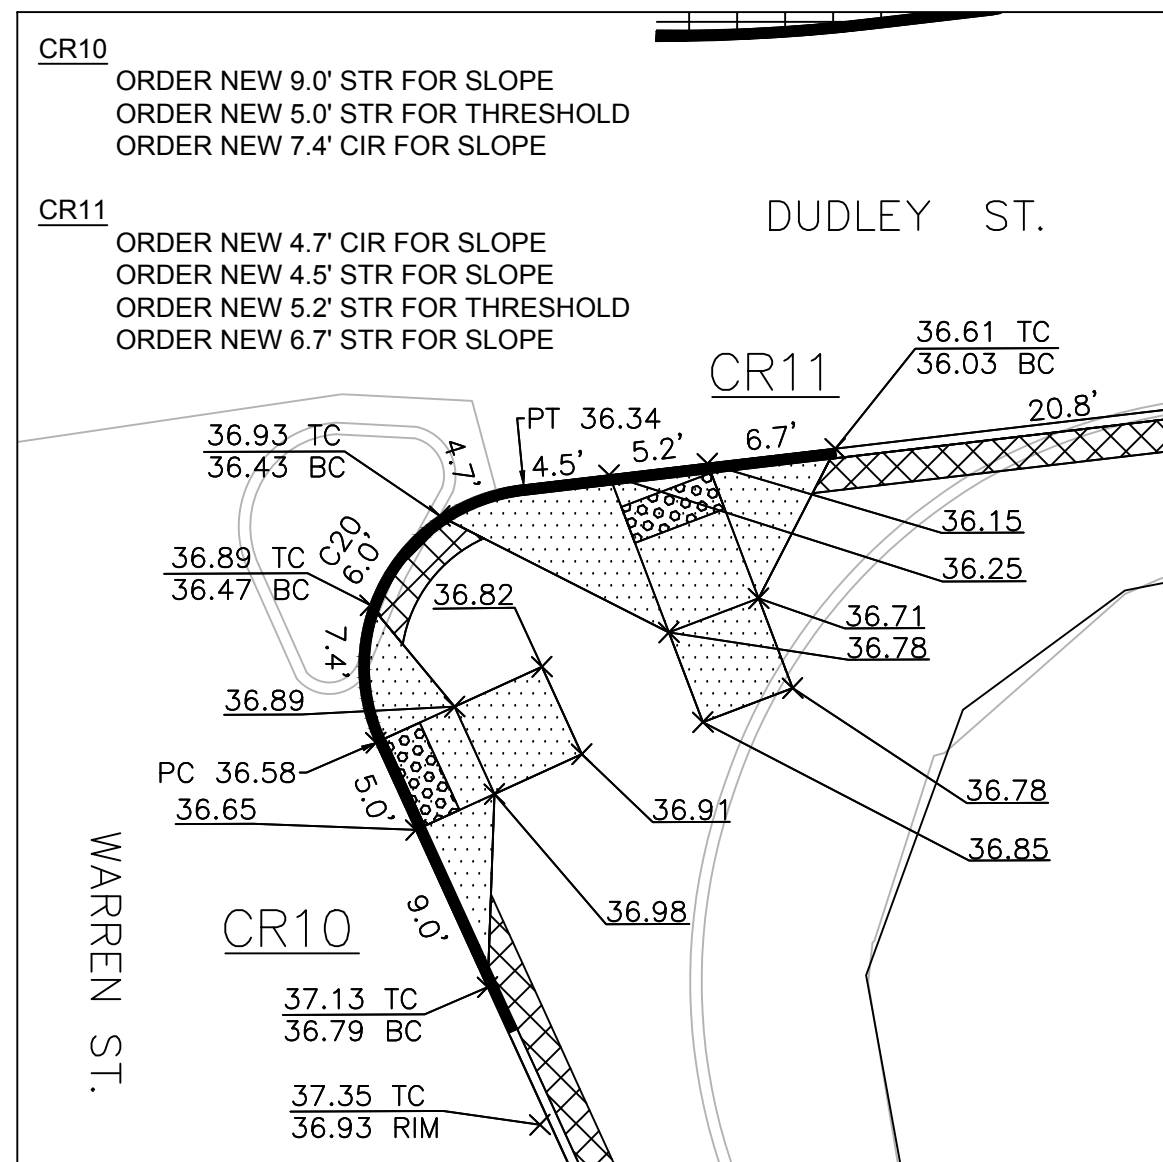 CR10
ORDER NEW 9.0' STR FOR SLOPE
ORDER NEW 5.0' STR FOR THRESHOLD
ORDER NEW 7.4' CIR FOR SLOPE
CR11
ORDER NEW 4.7' CIR FOR SLOPE
ORDER NEW 4.5' STR FOR SLOPE
ORDER NEW 5.2' STR FOR THRESHOLD
ORDER NEW 6.7' STR FOR SLOPE
DUDLEY ST.
36.61 TC
36.03 BC
CR11
20.8'
PT 36.34
36.93 TC
36.43 BC
4.7'
4.5'
5.2'
6.7'
36.15
36.25
C20'
6.0'
36.89 TC
36.47 BC
36.82
36.71
36.78
7.4'
36.89
PC 36.58
5.0'
36.65
36.91
36.78
36.85
WARREN ST.
CR10
9.0'
36.98
37.13 TC
36.79 BC
37.35 TC
36.93 RIM